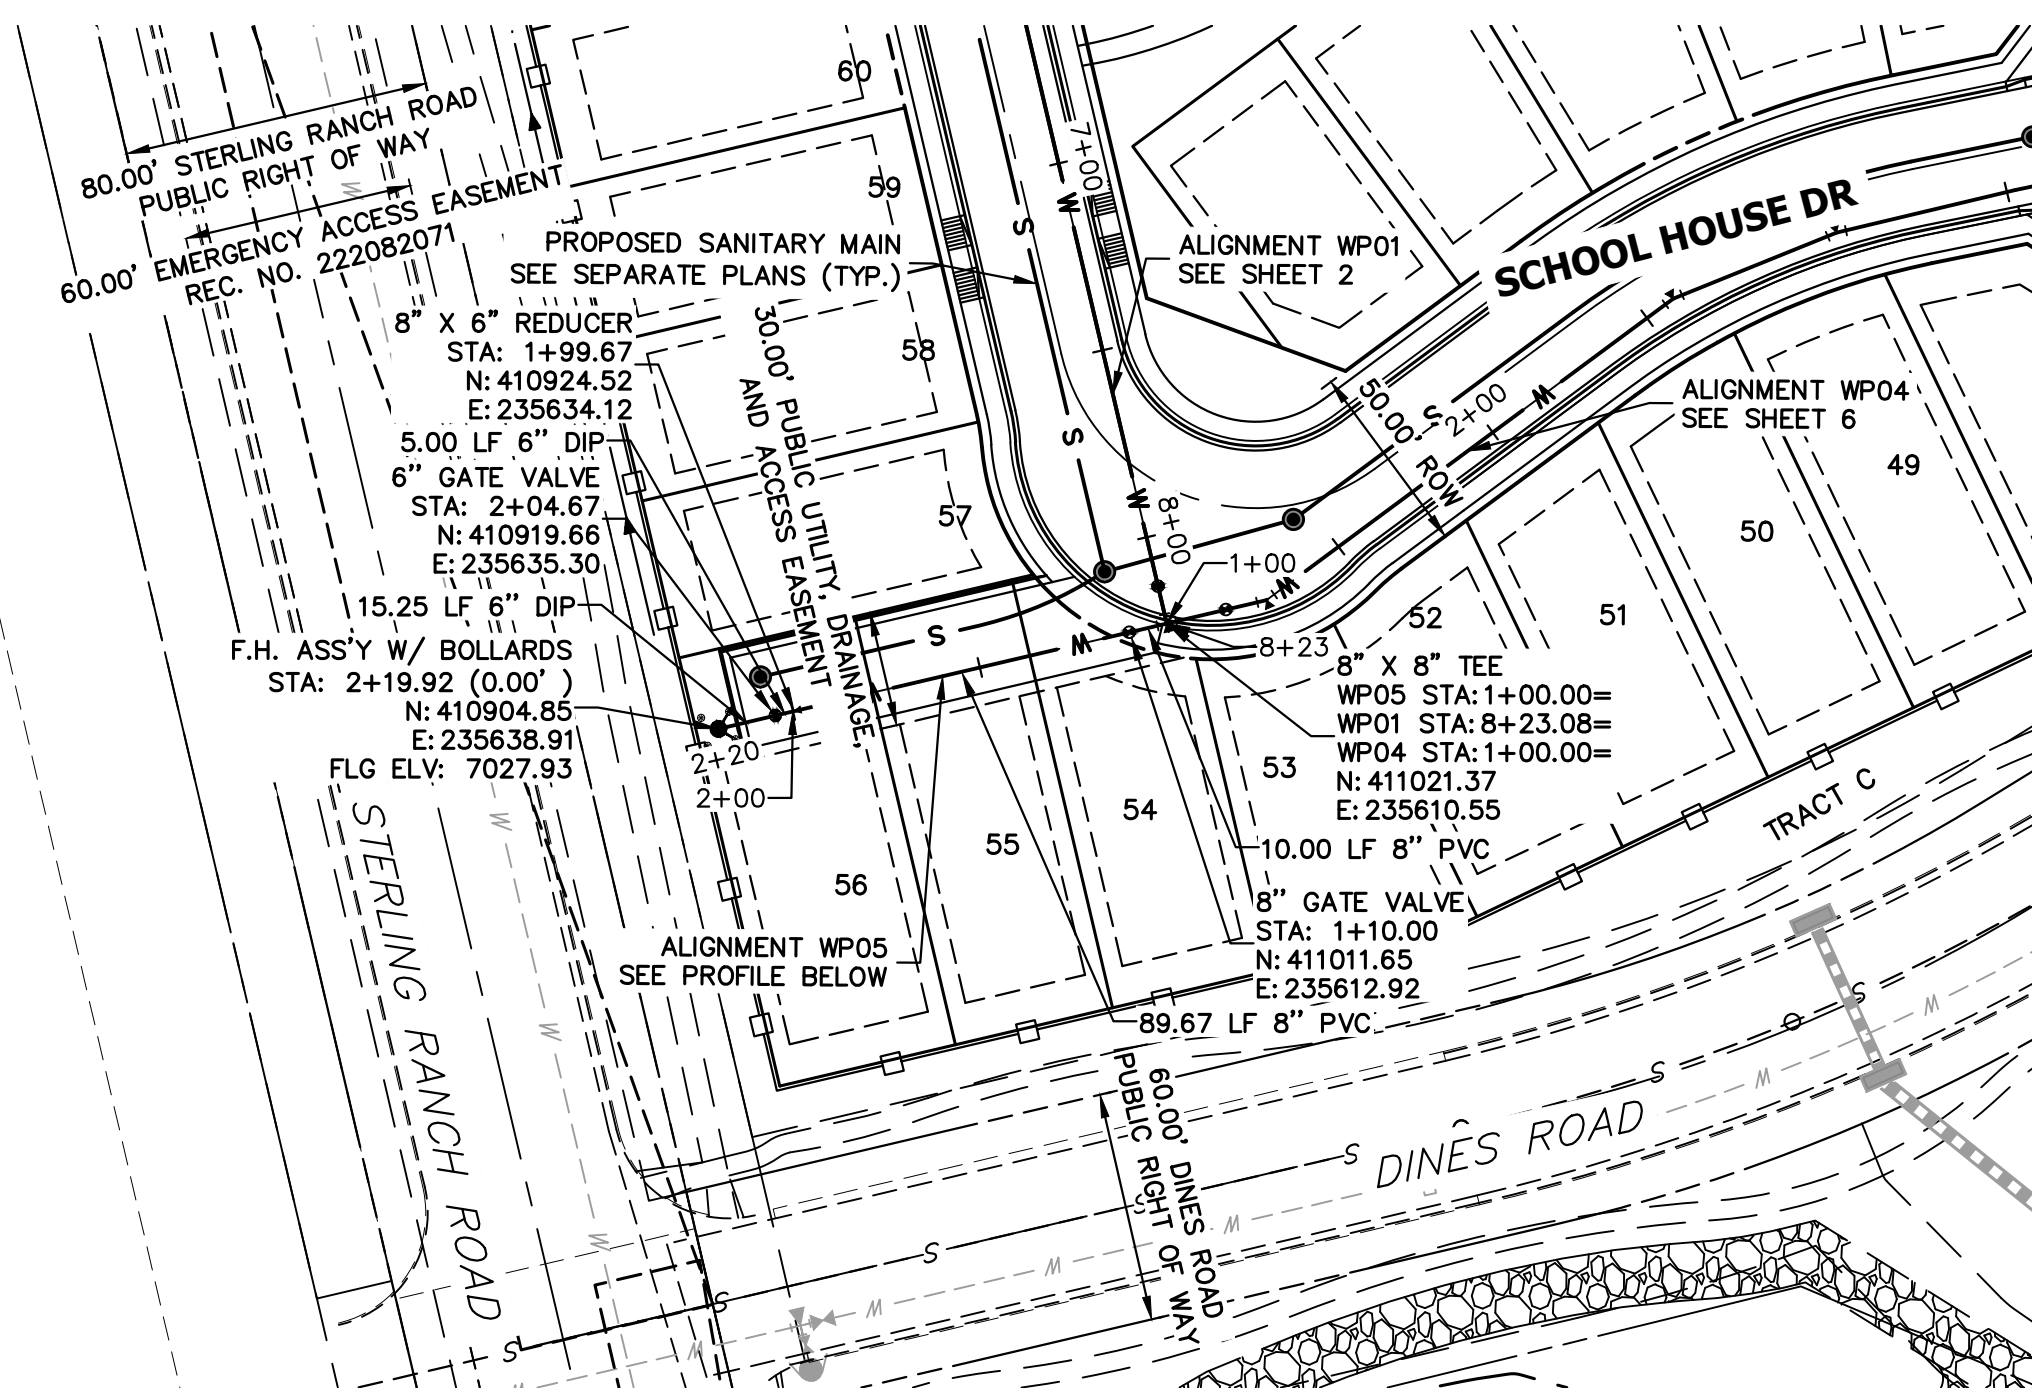 80.00' STERLING RANCH ROAD
PUBLIC RIGHT OF WAY
60.00' EMERGENCY ACCESS EASEMENT
REC. NO. 222082071
60
59
58
57
PROPOSED SANITARY MAIN
SEE SEPARATE PLANS (TYP.)
8" X 6" REDUCER
STA: 1+99.67
N: 410924.52
E: 235634.12
5.00 LF 6" DIP
6" GATE VALVE
STA: 2+04.67
N: 410919.66
E: 235635.30
15.25 LF 6" DIP
F.H. ASS'Y W/ BOLLARDS
STA: 2+19.92 (0.00' )
N: 410904.85
E: 235638.91
FLG ELV: 7027.93
30.00' PUBLIC UTILITY, DRAINAGE,
AND ACCESS EASEMENT
7+00
W
S
S
W
8+00
ALIGNMENT WP01
SEE SHEET 2
SCHOOL HOUSE DR
50.00' ROW
S
2+00
W
ALIGNMENT WP04
SEE SHEET 6
49
50
51
52
53
54
55
56
1+00
W
8+23
S
W
2+20
2+00
8" X 8" TEE
WP05 STA: 1+00.00=
WP01 STA: 8+23.08=
WP04 STA: 1+00.00=
N: 411021.37
E: 235610.55
10.00 LF 8" PVC
8" GATE VALVE
STA: 1+10.00
N: 411011.65
E: 235612.92
89.67 LF 8" PVC
ALIGNMENT WP05
SEE PROFILE BELOW
TRACT C
STERLING RANCH ROAD
60.00' DINES ROAD
PUBLIC RIGHT OF WAY
DINES ROAD
W
W
W
W
S
W
S
W
S
S
W
S
W
W
S
S
W
W